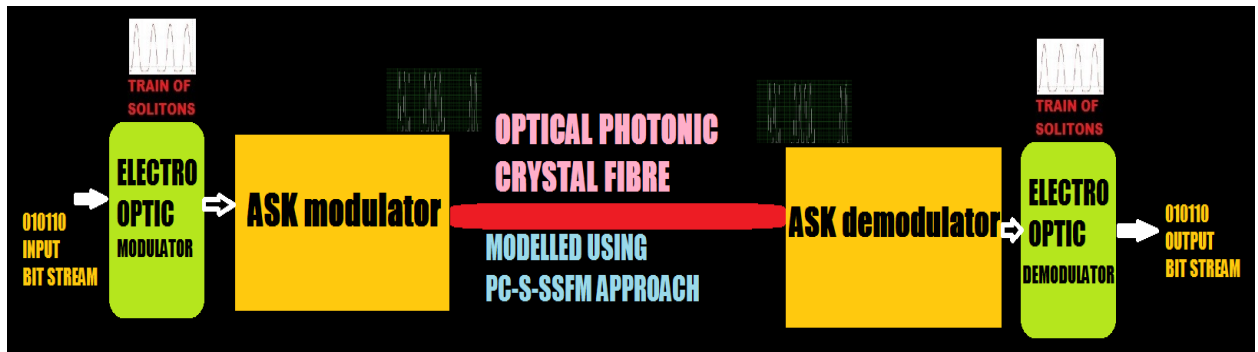 TRAIN OF
SOLITONS
ELECTRO
OPTIC
MODULATOR
010110
INPUT
BIT STREAM
ASK modulator
OPTICAL PHOTONIC
CRYSTAL FIBRE
MODELLED USING
PC-S-SSFM APPROACH
ASK demodulator
TRAIN OF
SOLITONS
ELECTRO
OPTIC
DEMODULATOR
010110
OUTPUT
BIT STREAM